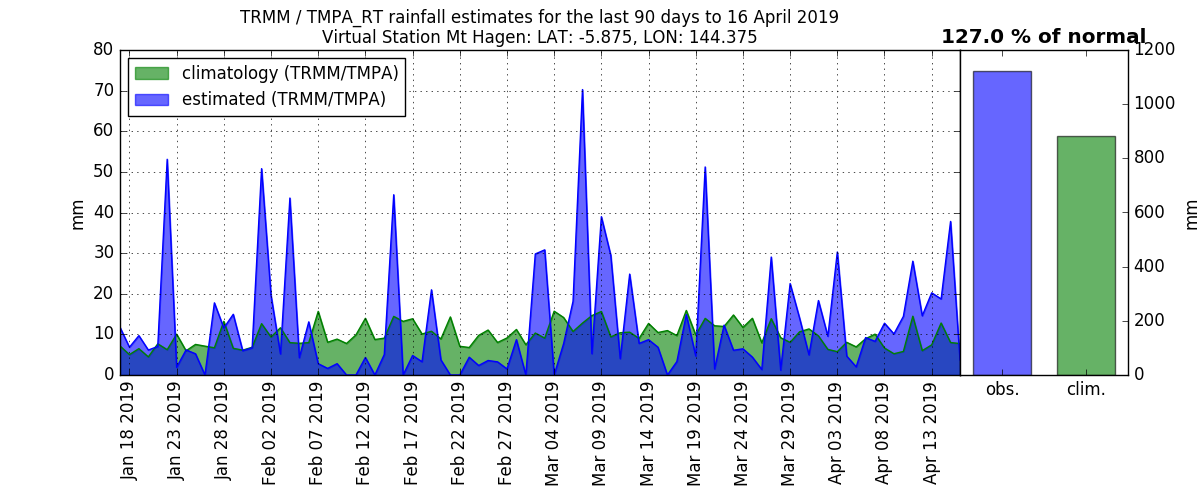 TRMM / TMPA_RT rainfall estimates for the last 90 days to 16 April 2019
Virtual Station Mt Hagen: LAT: -5.875, LON: 144.375
127.0 % of normal
climatology (TRMM/TMPA)
estimated (TRMM/TMPA)
80
70
60
50
40
30
20
10
0
mm
1200
1000
800
600
400
200
0
mm
Jan 18 2019
Jan 23 2019
Jan 28 2019
Feb 02 2019
Feb 07 2019
Feb 12 2019
Feb 17 2019
Feb 22 2019
Feb 27 2019
Mar 04 2019
Mar 09 2019
Mar 14 2019
Mar 19 2019
Mar 24 2019
Mar 29 2019
Apr 03 2019
Apr 08 2019
Apr 13 2019
obs.
clim.